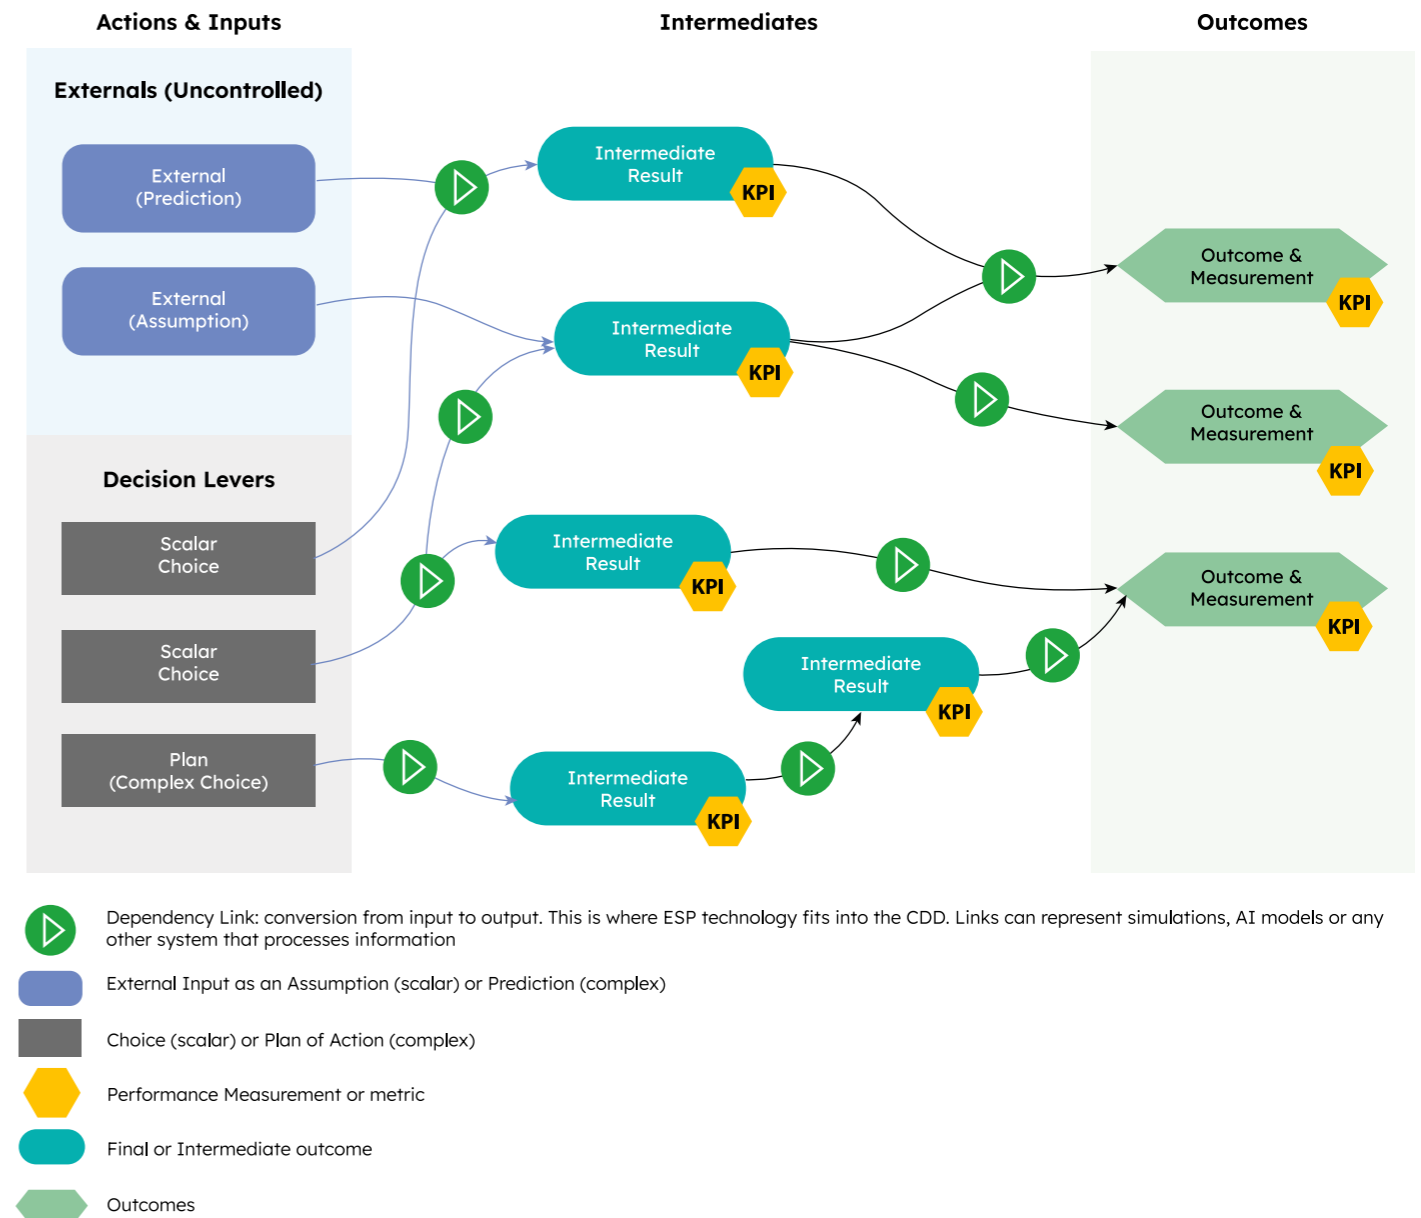 Actions & Inputs
Intermediates
Outcomes
Externals (Uncontrolled)
External
(Prediction)
External
(Assumption)
Decision Levers
Scalar
Choice
Scalar
Choice
Plan
(Complex Choice)
Intermediate
Result
KPI
Intermediate
Result
KPI
Intermediate
Result
KPI
Intermediate
Result
KPI
Intermediate
Result
KPI
Outcome &
Measurement
KPI
Outcome &
Measurement
KPI
Outcome &
Measurement
KPI
Dependency Link: conversion from input to output. This is where ESP technology fits into the CDD. Links can represent simulations, AI models or any
other system that processes information
External Input as an Assumption (scalar) or Prediction (complex)
Choice (scalar) or Plan of Action (complex)
Performance Measurement or metric
Final or Intermediate outcome
Outcomes